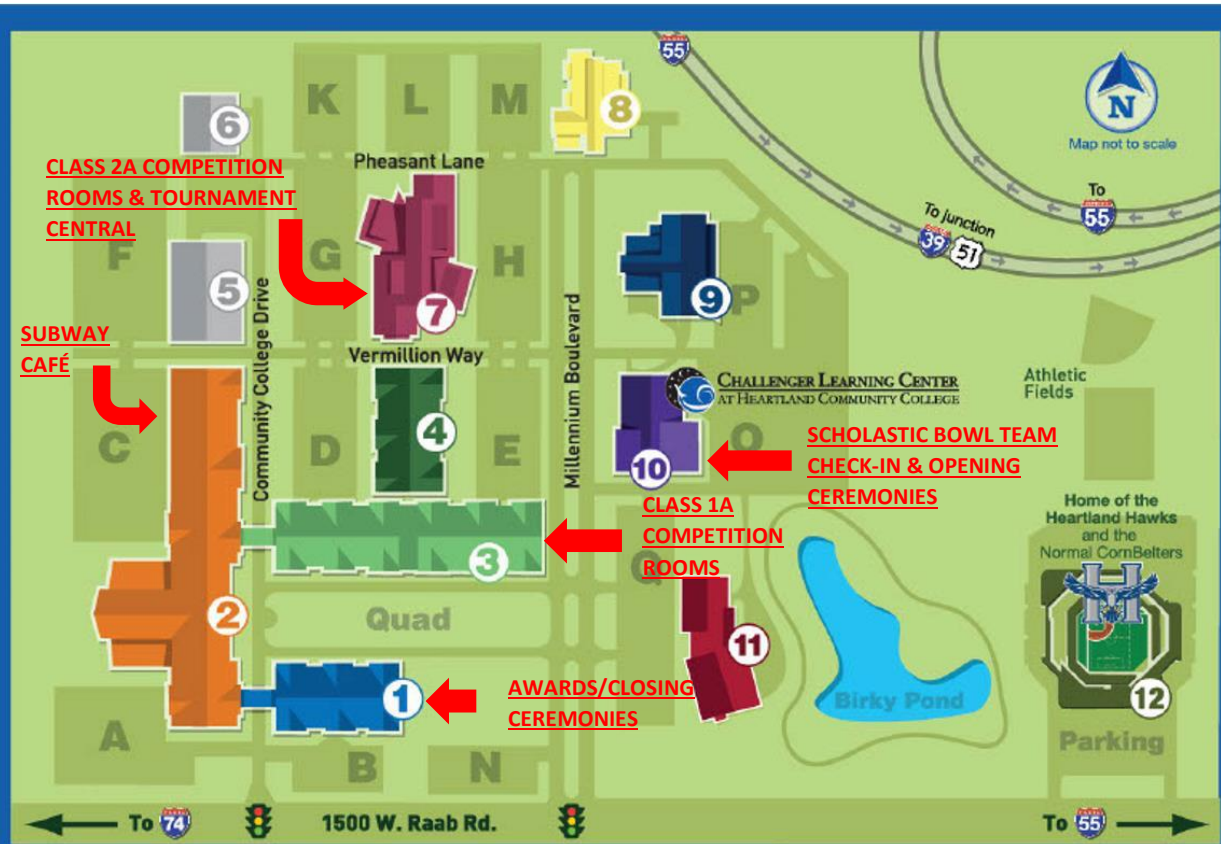 55
N
Map not to scale
K
L
M
8
6
Pheasant Lane
CLASS 2A COMPETITION
ROOMS & TOURNAMENT
CENTRAL
To
55
To junction
39
51
F
G
H
5
7
9
P
Community College Drive
Millennium Boulevard
SUBWAY
CAFÉ
Vermillion Way
CHALLENGER LEARNING CENTER
AT HEARTLAND COMMUNITY COLLEGE
Athletic
Fields
C
D
4
E
10
O
SCHOLASTIC BOWL TEAM
CHECK-IN & OPENING
CEREMONIES
CLASS 1A
COMPETITION
ROOMS
Home of the
Heartland Hawks
and the
Normal CornBelters
H
3
Q
2
Quad
11
1
AWARDS/CLOSING
CEREMONIES
Birky Pond
12
A
B
N
Parking
To 74
1500 W. Raab Rd.
To 55